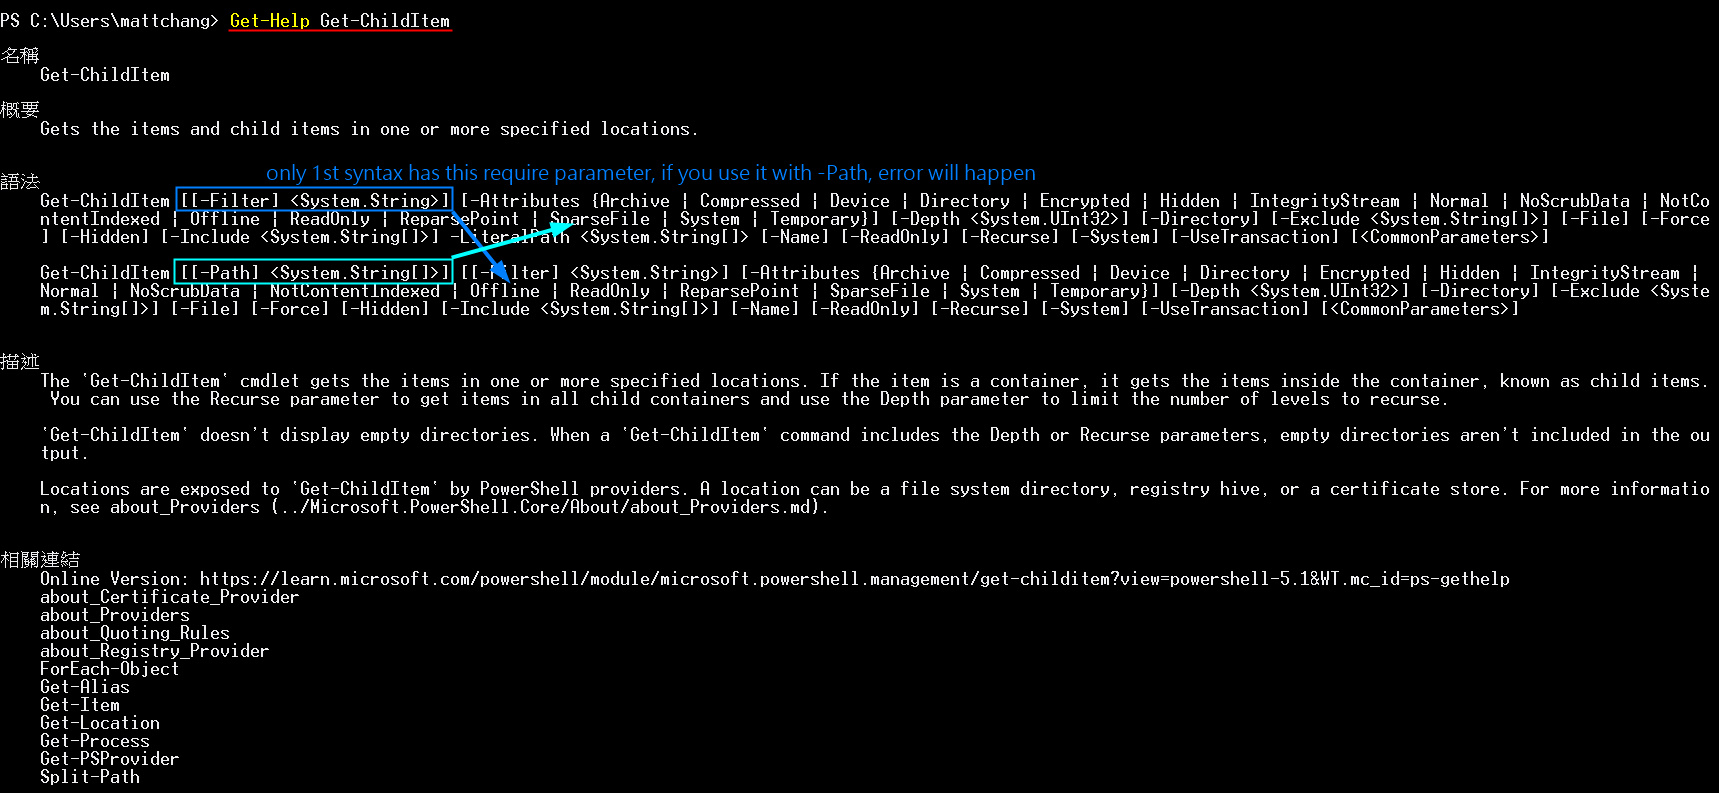 PS C:\Users\mattchang> Get-Help Get-ChildItem
名稱
Get-ChildItem
概要
Gets the items and child items in one or more specified locations.
only 1st syntax has this require parameter, if you use it with -Path, error will happen
語法
Get-ChildItem [[-Filter] <System.String>] [-Attributes {Archive | Compressed | Device | Directory | Encrypted | Hidden | IntegrityStream | Normal | NoScrubData | NotCo
ntentIndexed | Offline | ReadOnly | ReparsePoint | SparseFile | System | Temporary}] [-Depth <System.UInt32>] [-Directory] [-Exclude <System.String[]>] [-File] [-Force
] [-Hidden] [-Include <System.String[]>] -LiteralPath <System.String[]> [-Name] [-ReadOnly] [-Recurse] [-System] [-UseTransaction] [<CommonParameters>]
Get-ChildItem [[-Path] <System.String[]>] [[-Filter] <System.String>] [-Attributes {Archive | Compressed | Device | Directory | Encrypted | Hidden | IntegrityStream |
Normal | NoScrubData | NotContentIndexed | Offline | ReadOnly | ReparsePoint | SparseFile | System | Temporary}] [-Depth <System.UInt32>] [-Directory] [-Exclude <Syste
m.String[]>] [-File] [-Force] [-Hidden] [-Include <System.String[]>] [-Name] [-ReadOnly] [-Recurse] [-System] [-UseTransaction] [<CommonParameters>]
描述
The `Get-ChildItem` cmdlet gets the items in one or more specified locations. If the item is a container, it gets the items inside the container, known as child items.
You can use the Recurse parameter to get items in all child containers and use the Depth parameter to limit the number of levels to recurse.
`Get-ChildItem` doesn't display empty directories. When a `Get-ChildItem` command includes the Depth or Recurse parameters, empty directories aren't included in the ou
tput.
Locations are exposed to `Get-ChildItem` by PowerShell providers. A location can be a file system directory, registry hive, or a certificate store. For more informatio
n, see about_Providers (../Microsoft.PowerShell.Core/About/about_Providers.md).
相關連結
Online Version: https://learn.microsoft.com/powershell/module/microsoft.powershell.management/get-childitem?view=powershell-5.1&WT.mc_id=ps-gethelp
about_Certificate_Provider
about_Providers
about_Quoting_Rules
about_Registry_Provider
ForEach-Object
Get-Alias
Get-Item
Get-Location
Get-Process
Get-PSProvider
Split-Path